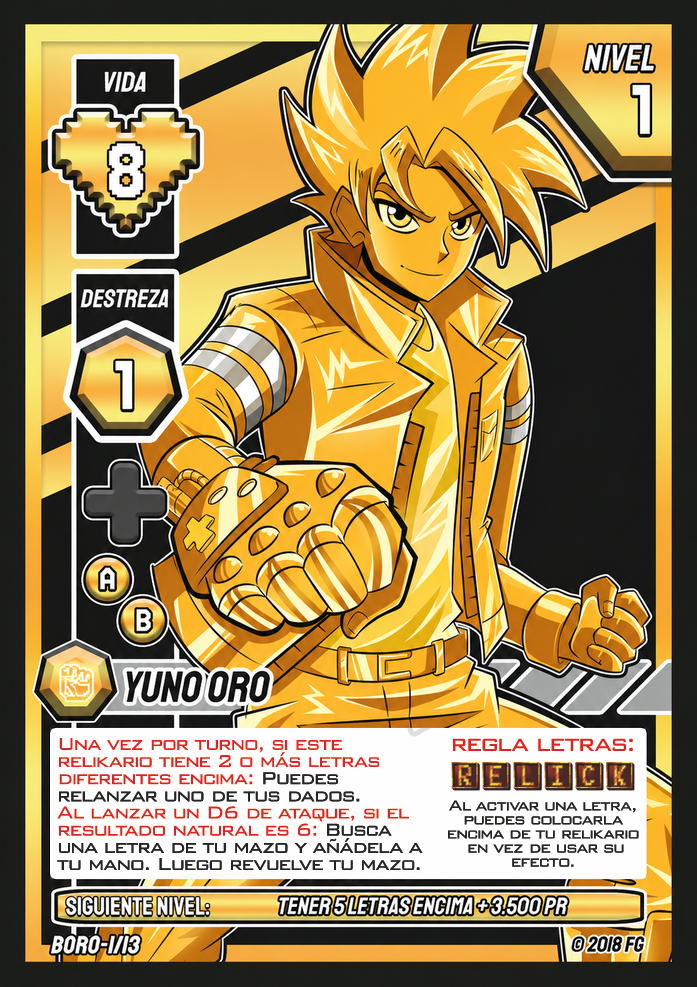 VIDA
8
NIVEL
1
DESTREZA
1
A
B
YUNO ORO
UNA VEZ POR TURNO, SI ESTE
RELIKARIO TIENE 2 O MÁS LETRAS
DIFERENTES ENCIMA: PUEDES
RELANZAR UNO DE TUS DADOS.
AL LANZAR UN D6 DE ATAQUE, SI EL
RESULTADO NATURAL ES 6: BUSCA
UNA LETRA DE TU MAZO Y AÑÁDELA A
TU MANO. LUEGO REVUELVE TU MAZO.
REGLA LETRAS:
RELICK
AL ACTIVAR UNA LETRA,
PUEDES COLOCARLA
ENCIMA DE TU RELIKARIO
EN VEZ DE USAR SU
EFECTO.
SIGUIENTE NIVEL: TENER 5 LETRAS ENCIMA + 3.500 PR
BORO-1/13
© 2018 FG